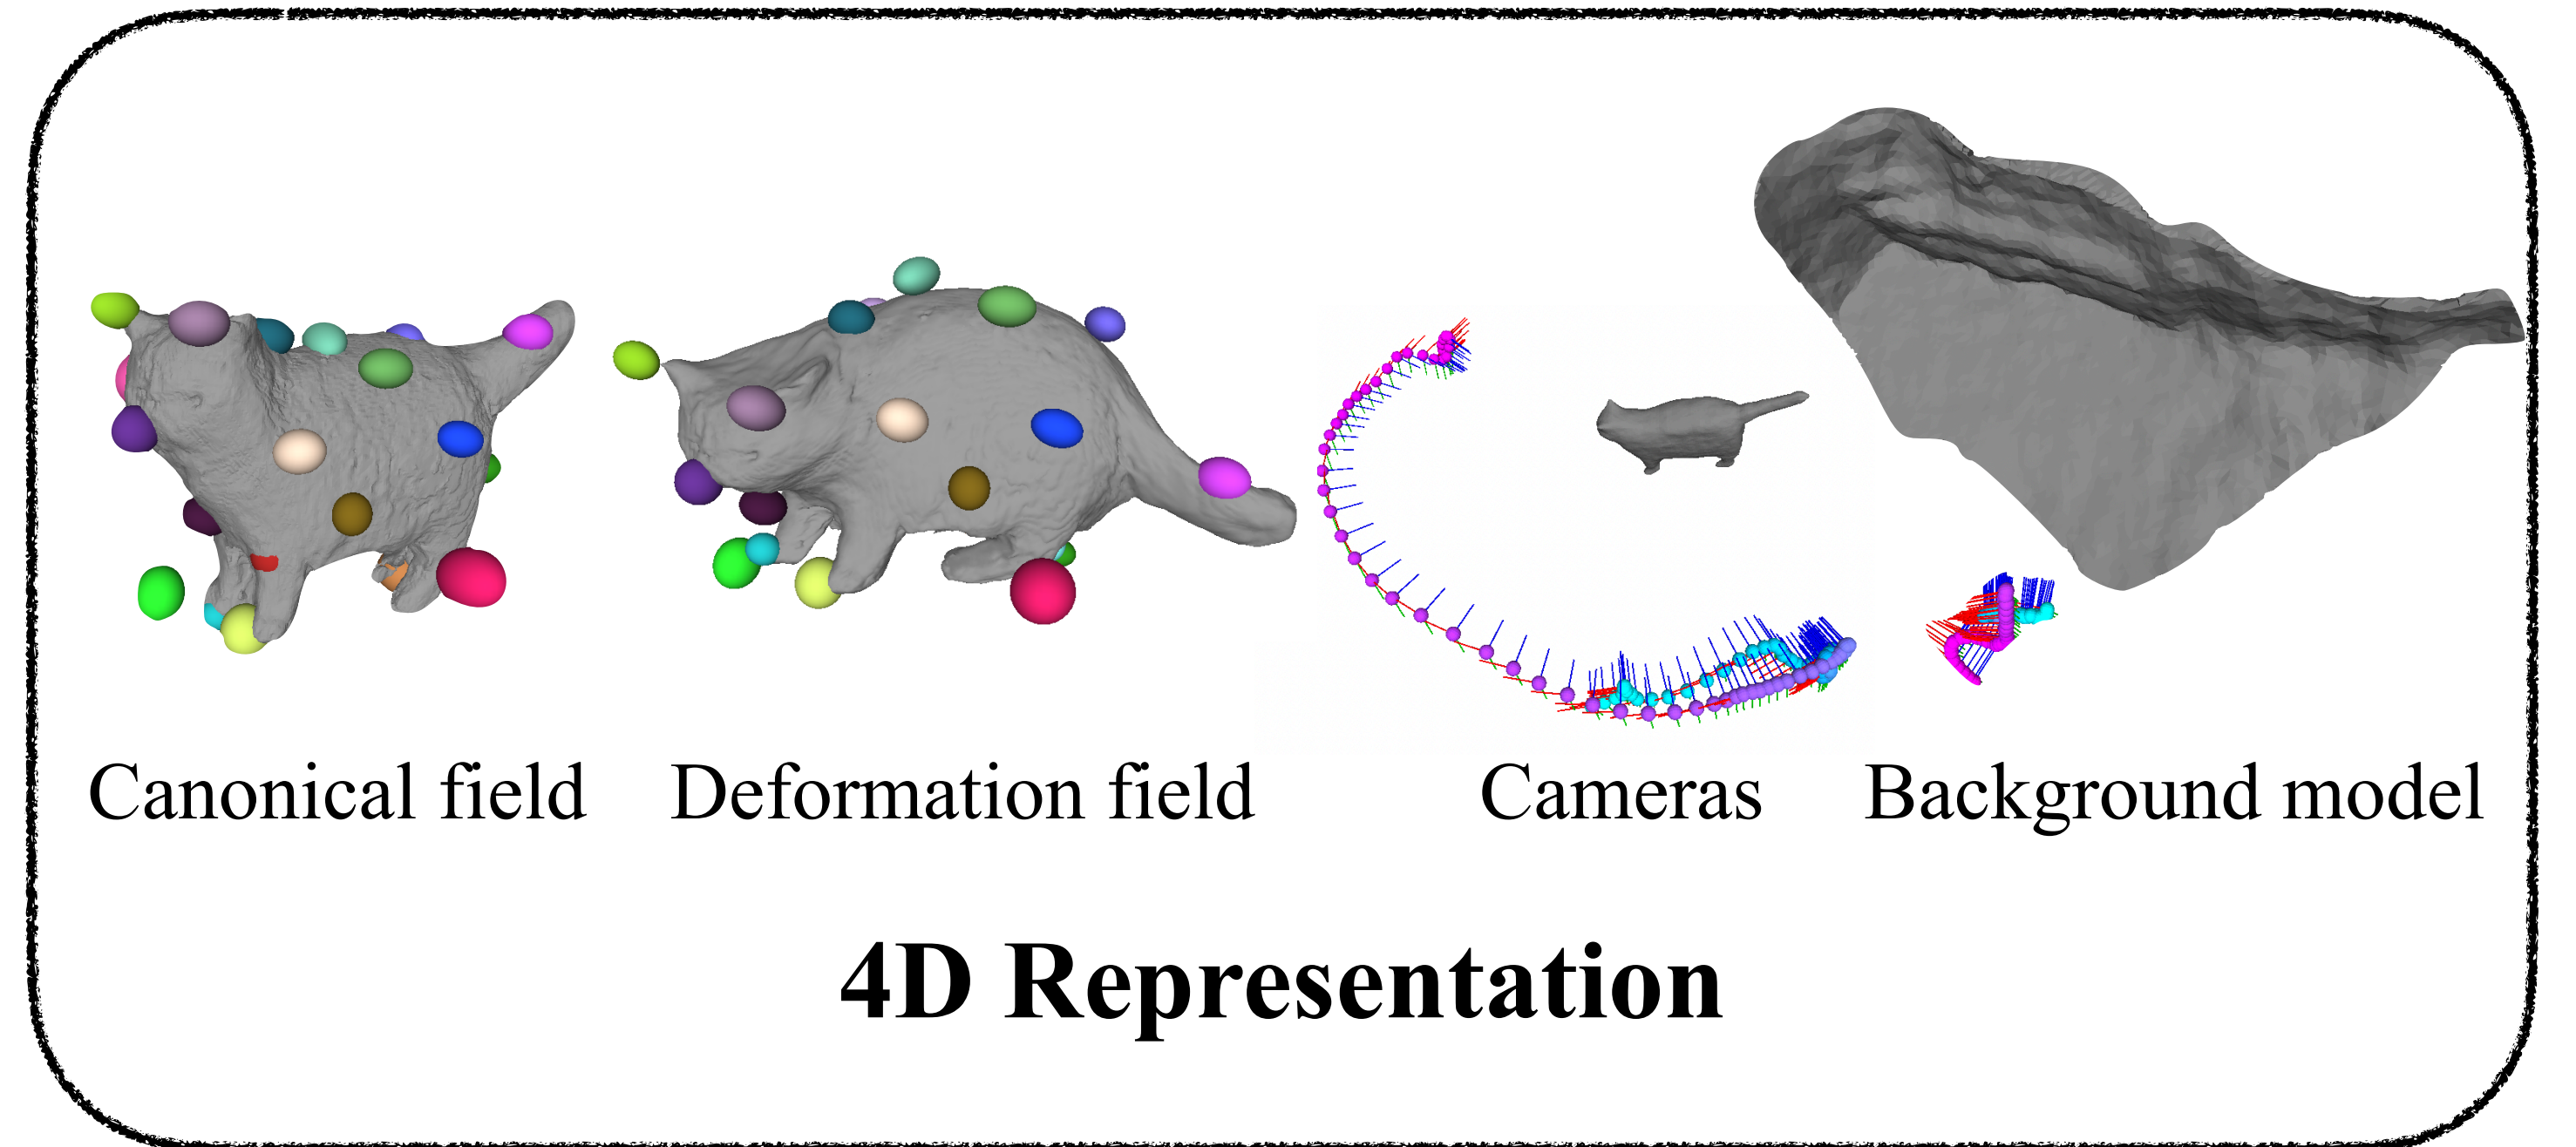 Canonical field
Deformation field
Cameras
Background model
4D Representation